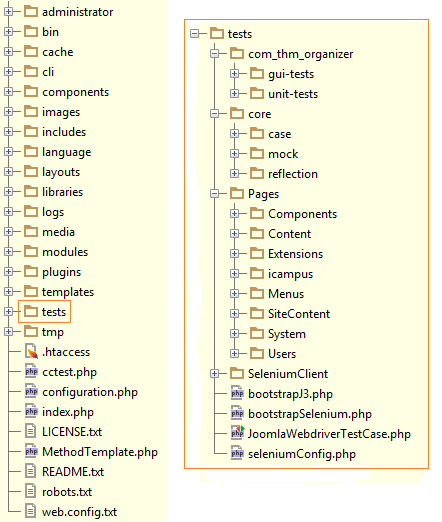 administrator
bin
cache
cli
components
images
includes
language
layouts
libraries
logs
media
modules
plugins
templates
tests
tmp
.htaccess
cctest.php
configuration.php
index.php
LICENSE.txt
MethodTemplate.php
README.txt
robots.txt
web.config.txt
tests
com_thm_organizer
gui-tests
unit-tests
core
case
mock
reflection
Pages
Components
Content
Extensions
icampus
Menus
SiteContent
System
Users
SeleniumClient
bootstrapJ3.php
bootstrapSelenium.php
JoomlaWebdriverTestCase.php
seleniumConfig.php